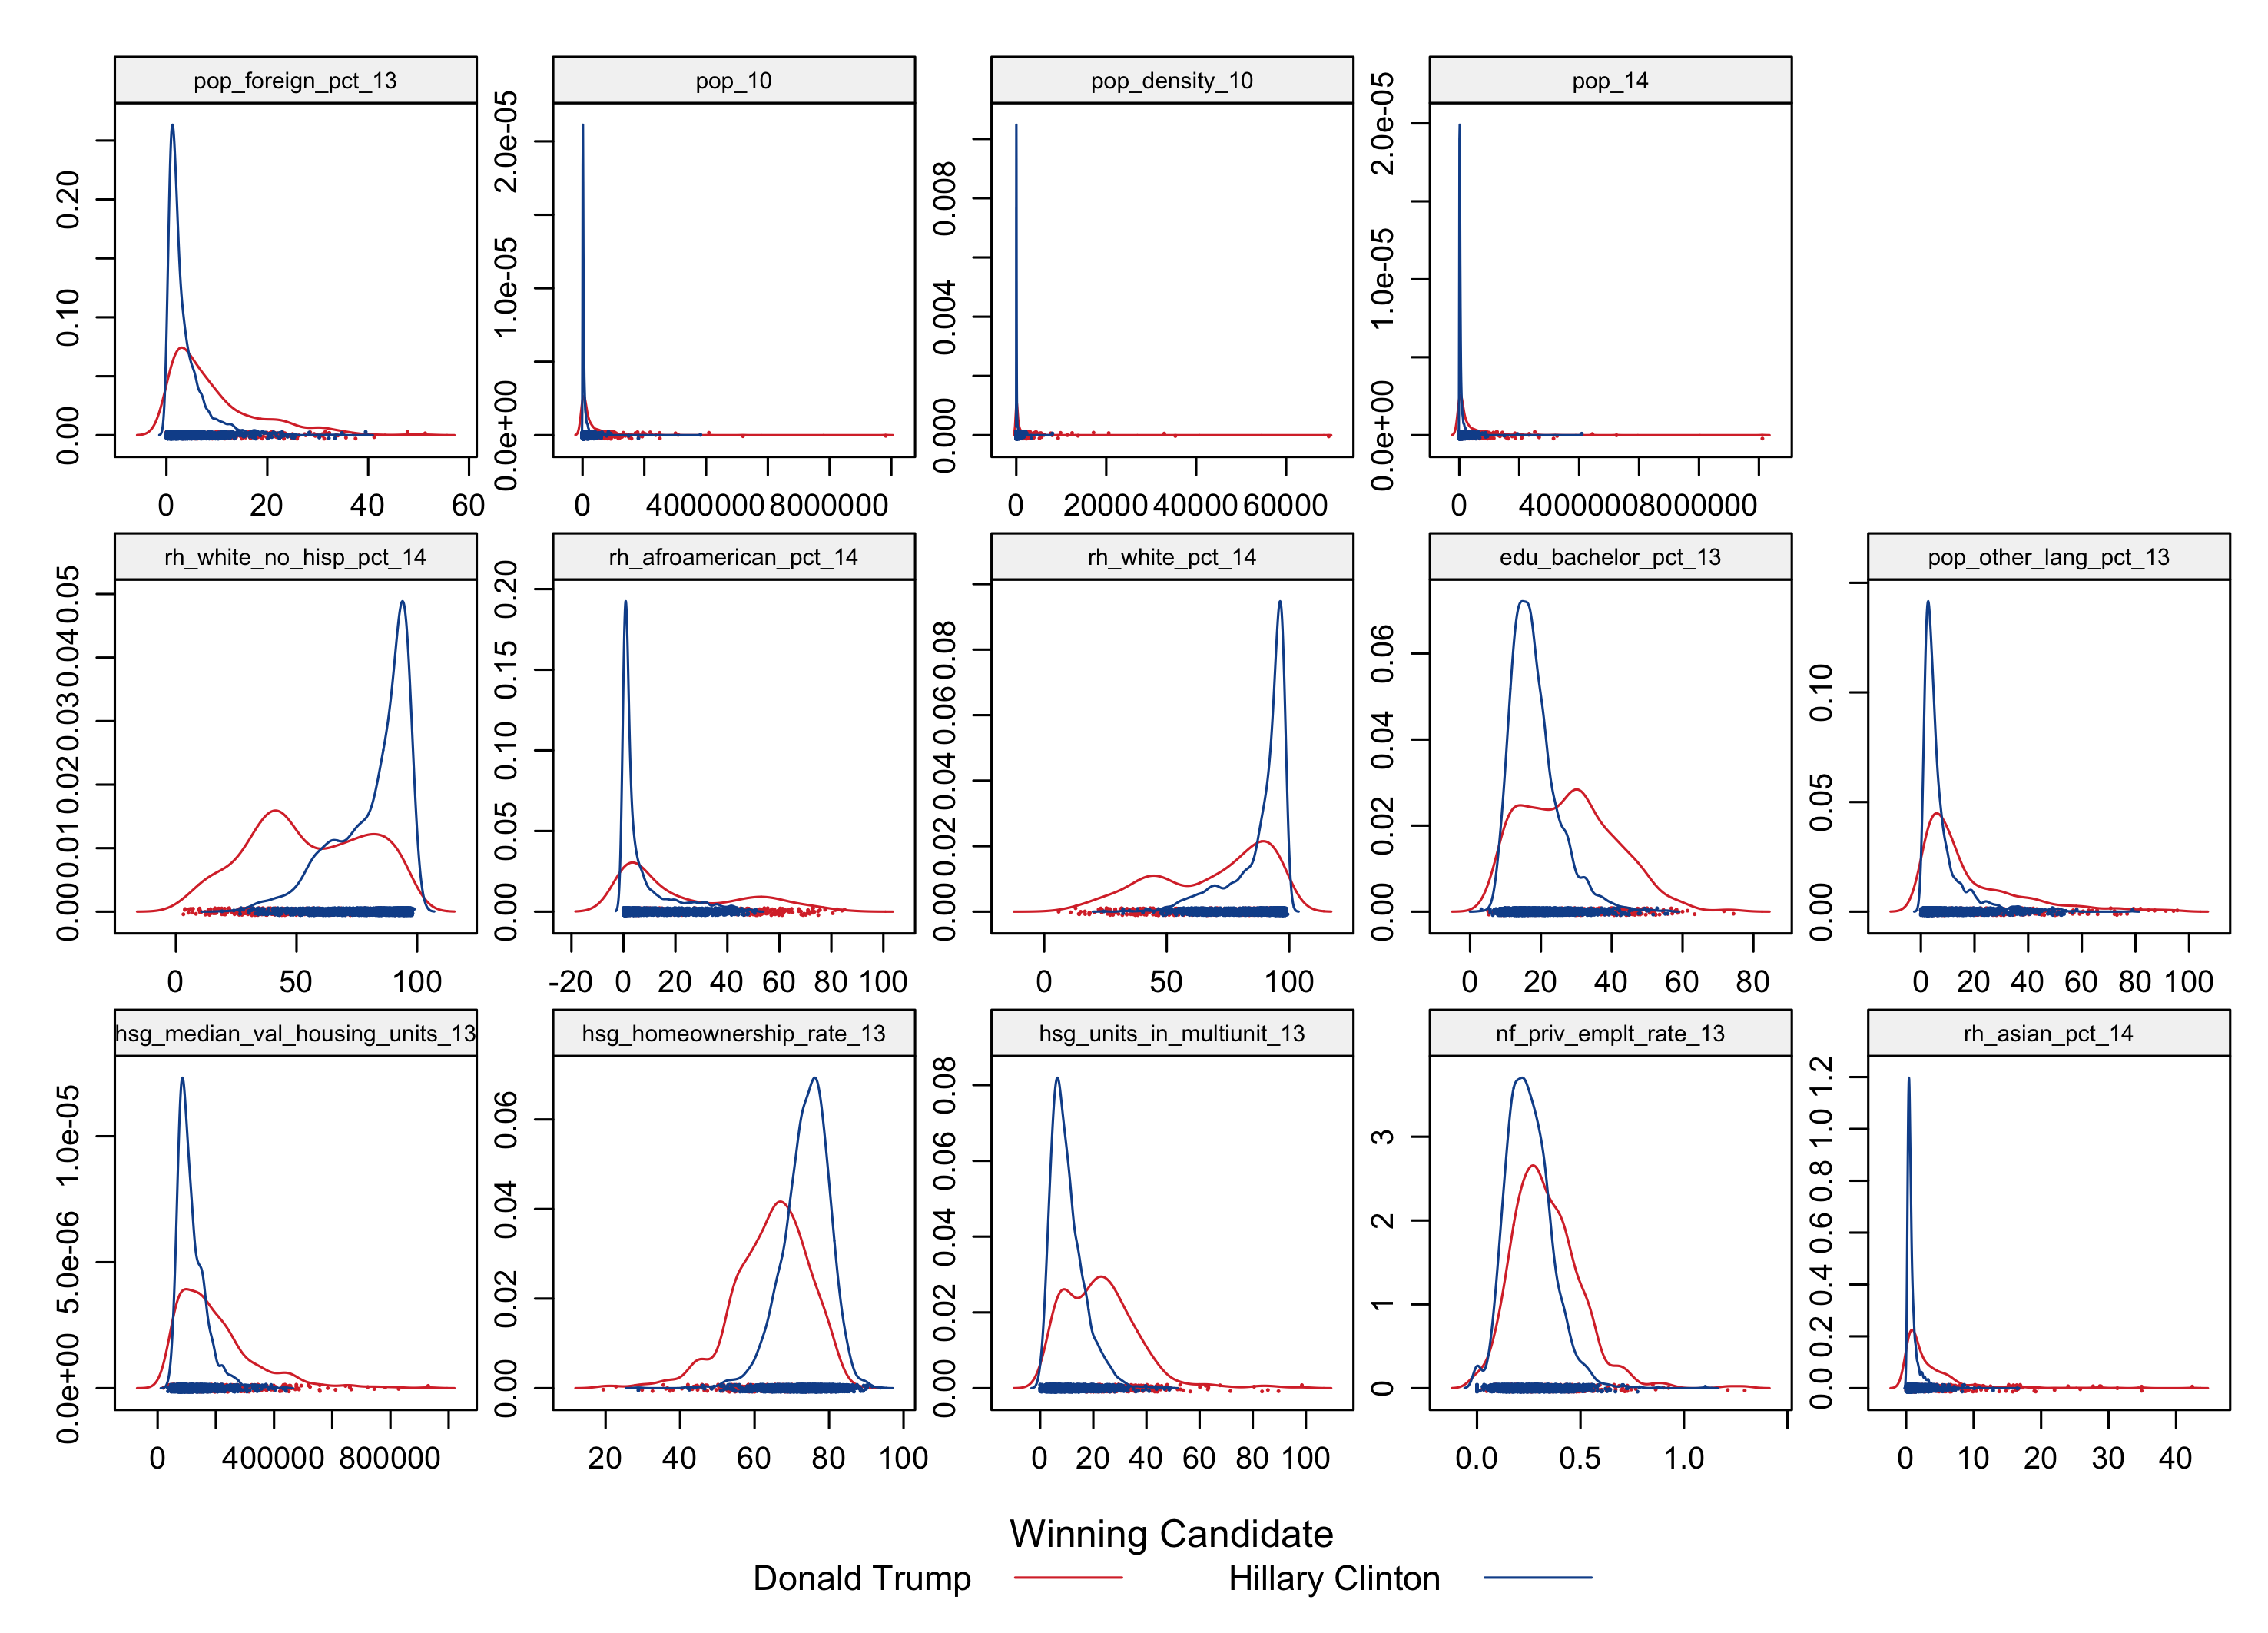 pop_foreign_pct_13
0.00 0.10 0.20
0 20 40 60
pop_10
0.0e+00 1.0e-05 2.0e-05
0 4000000 8000000
pop_density_10
0.000 0.004 0.008
0 20000 40000 60000
pop_14
0.0e+00 1.0e-05 2.0e-05
0 4000000 8000000
rh_white_no_hisp_pct_14
0.00 0.01 0.02 0.03 0.04 0.05
0 50 100
rh_afroamerican_pct_14
0.00 0.05 0.10 0.15 0.20
-20 0 20 40 60 80 100
rh_white_pct_14
0.00 0.02 0.04 0.06 0.08
0 50 100
edu_bachelor_pct_13
0.00 0.02 0.04 0.06
0 20 40 60 80
pop_other_lang_pct_13
0.00 0.05 0.10
0 20 40 60 80 100
hsg_median_val_housing_units_13
0.0e+00 5.0e-06 1.0e-05
0 400000 800000
hsg_homeownership_rate_13
0.00 0.02 0.04 0.06
20 40 60 80 100
hsg_units_in_multiunit_13
0.00 0.02 0.04 0.06 0.08
0 20 40 60 80 100
nf_priv_emplt_rate_13
0 1 2 3
0.0 0.5 1.0
rh_asian_pct_14
0.0 0.2 0.4 0.6 0.8 1.0 1.2
0 10 20 30 40
Winning Candidate
Donald Trump Hillary Clinton